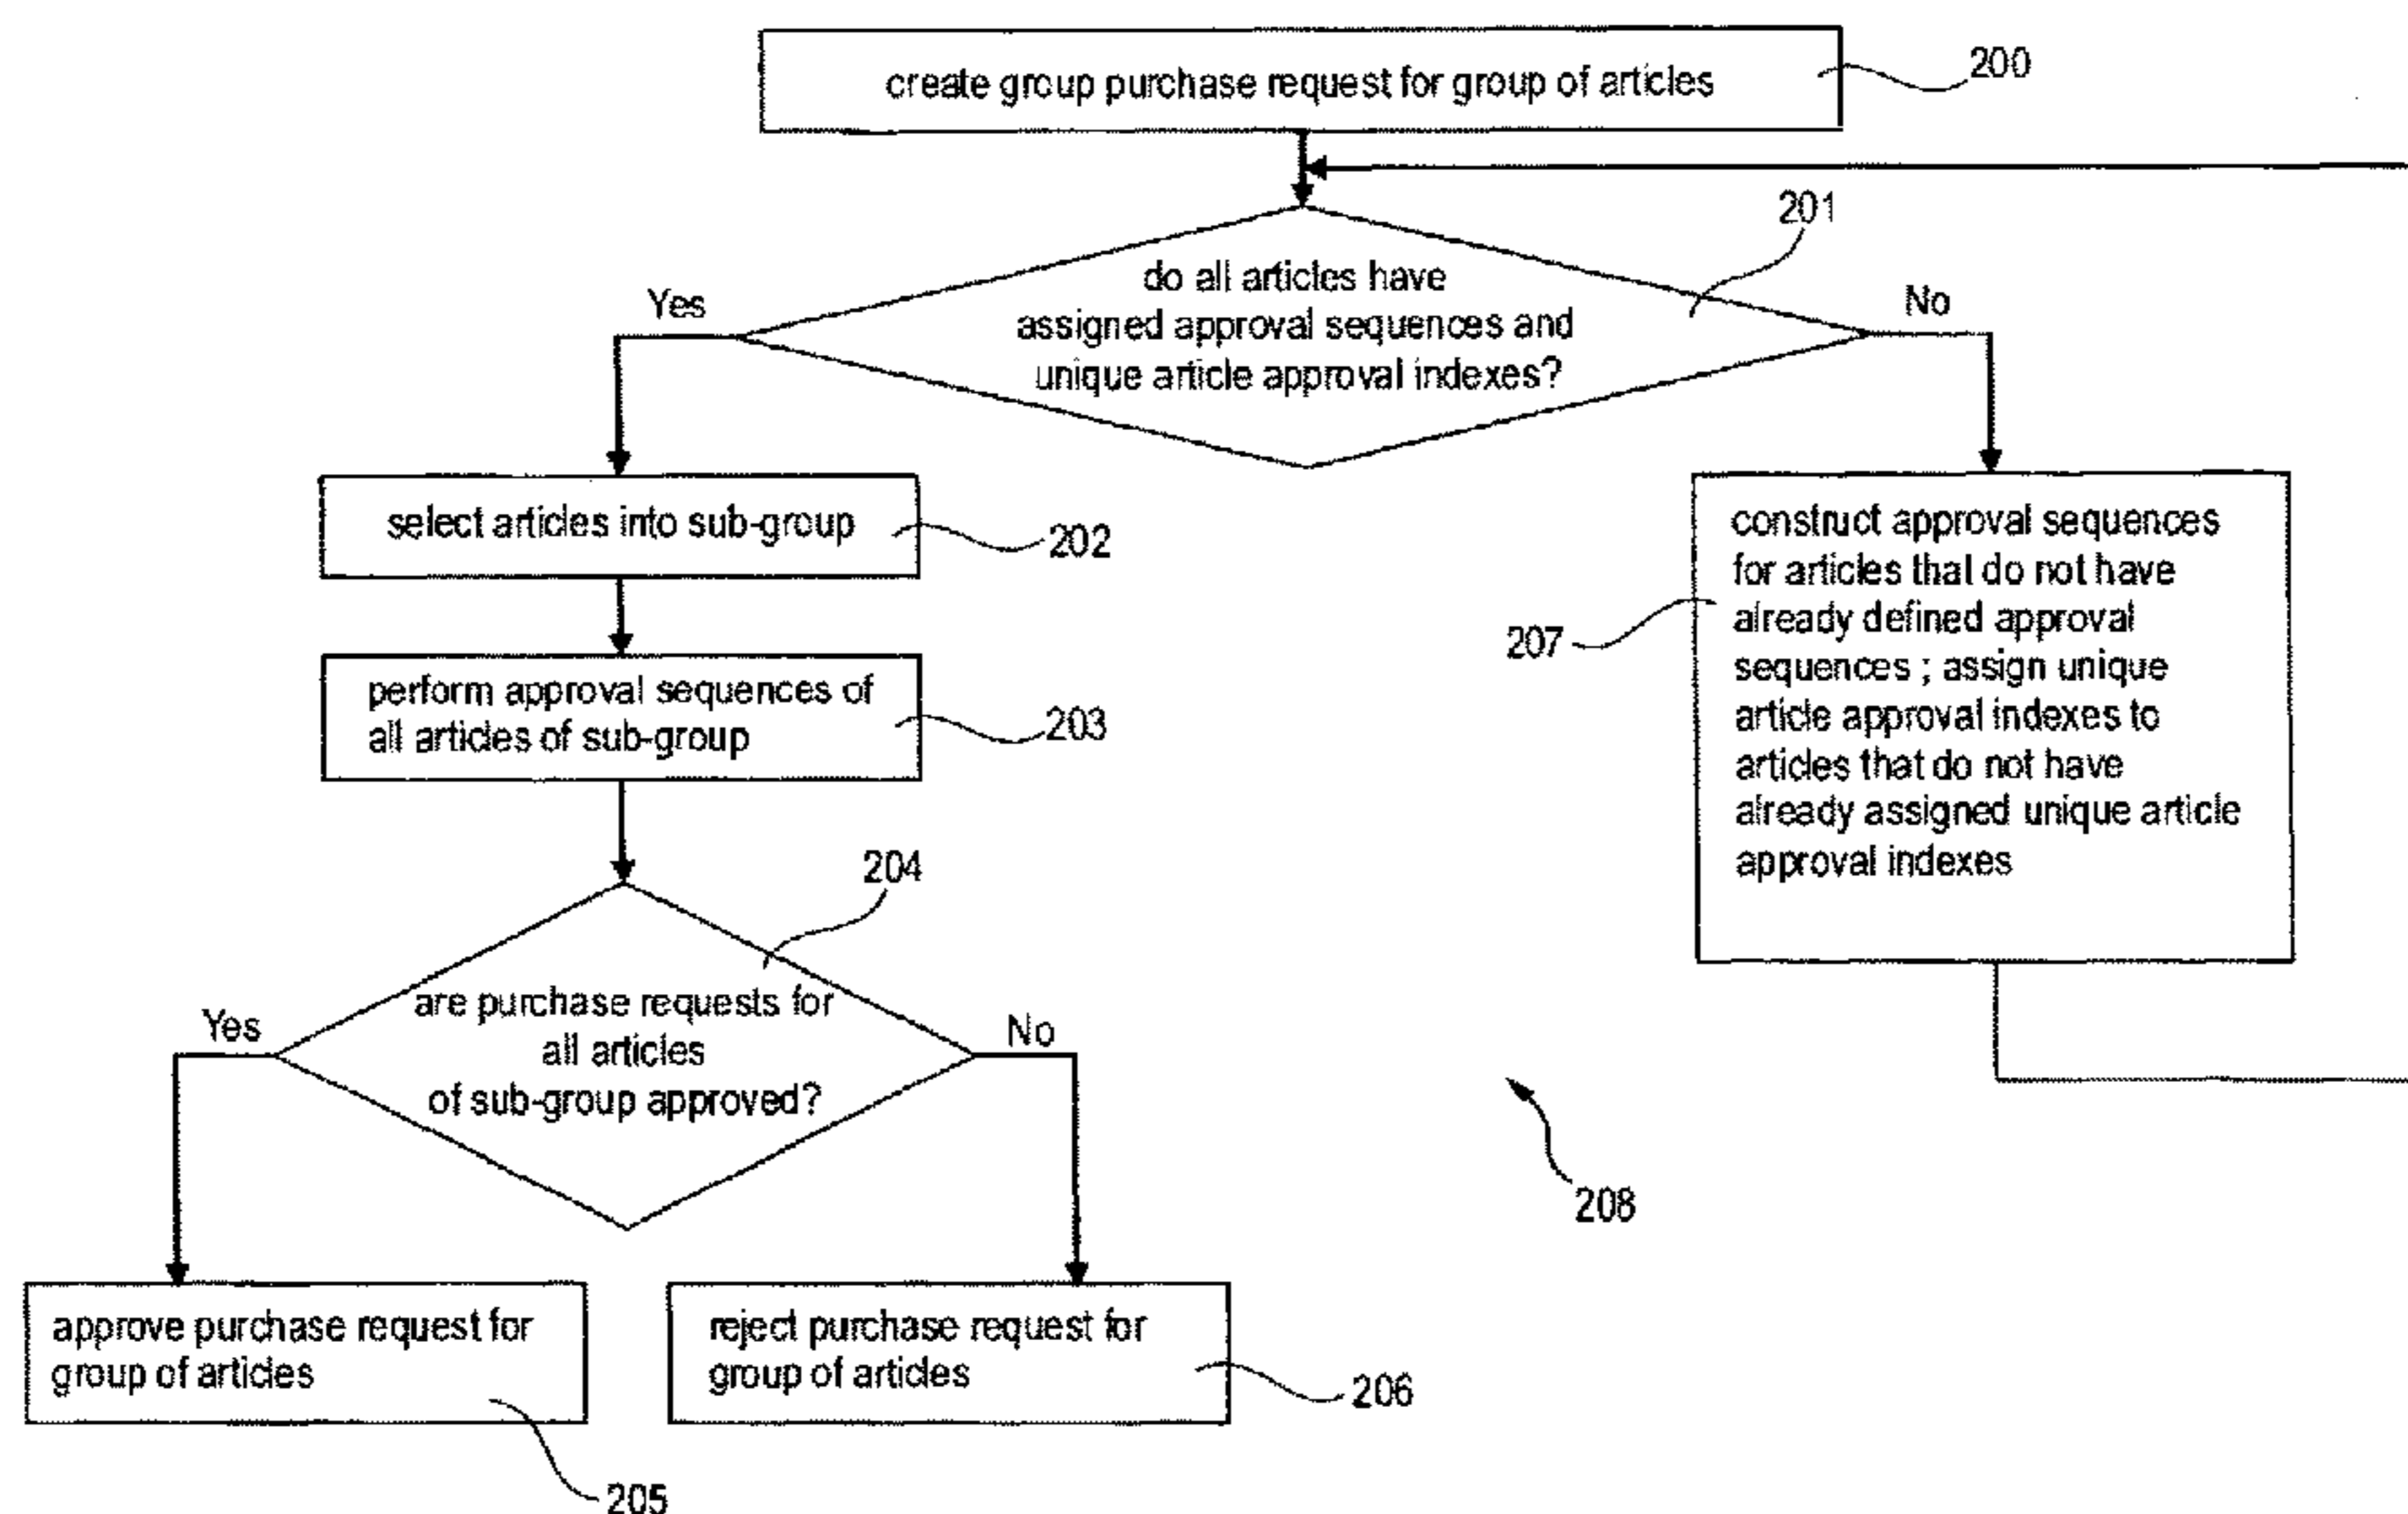 create group purchase request for group of articles
200
201
do all articles have
assigned approval sequences and
unique article approval indexes?
Yes
No
select articles into sub-group
202
perform approval sequences of
all articles of sub-group
203
construct approval sequences
for articles that do not have
already defined approval
sequences ; assign unique
article approval indexes to
articles that do not have
already assigned unique article
approval indexes
207
204
are purchase requests for
all articles
of sub-group approved?
Yes
No
208
approve purchase request for
group of articles
205
reject purchase request for
group of articles
206